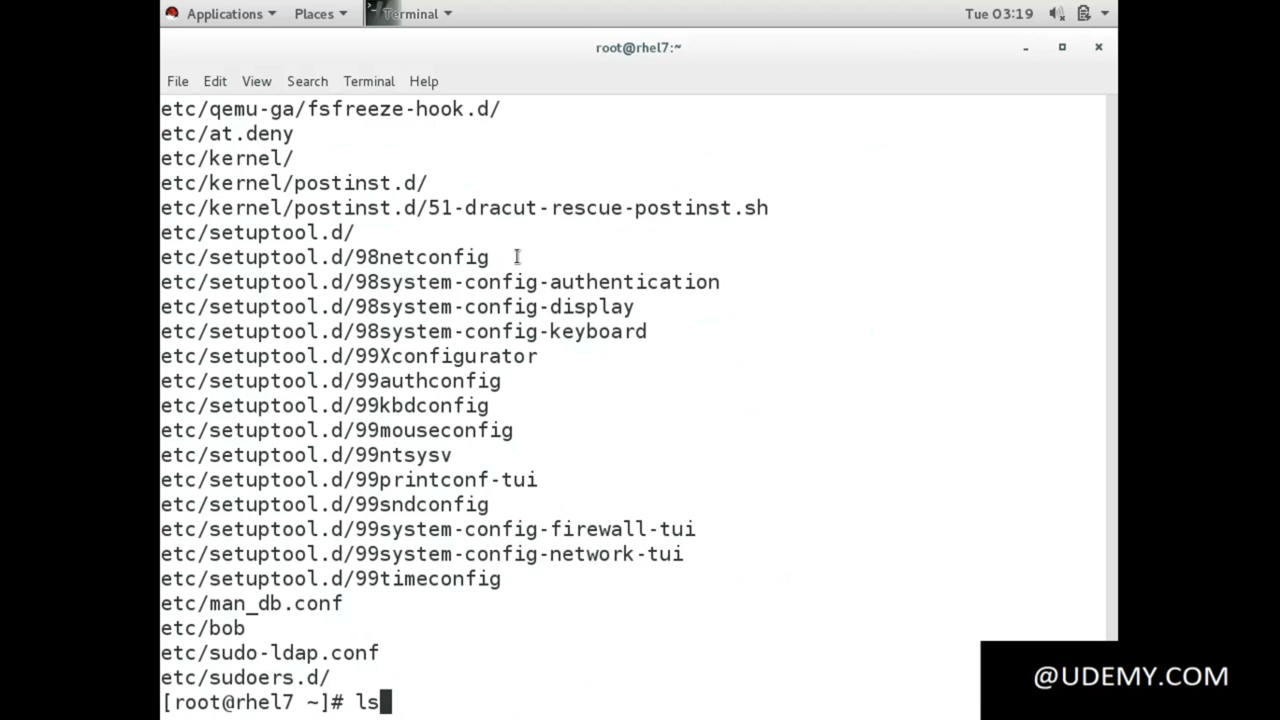 Applications Places Terminal Tue 03:19
root@rhel7:~
File Edit View Search Terminal Help
etc/qemu-ga/fsfreeze-hook.d/
etc/at.deny
etc/kernel/
etc/kernel/postinst.d/
etc/kernel/postinst.d/51-dracut-rescue-postinst.sh
etc/setuptool.d/
etc/setuptool.d/98netconfig
etc/setuptool.d/98system-config-authentication
etc/setuptool.d/98system-config-display
etc/setuptool.d/98system-config-keyboard
etc/setuptool.d/99Xconfigurator
etc/setuptool.d/99authconfig
etc/setuptool.d/99kbdconfig
etc/setuptool.d/99mouseconfig
etc/setuptool.d/99ntsysv
etc/setuptool.d/99printconf-tui
etc/setuptool.d/99sndconfig
etc/setuptool.d/99system-config-firewall-tui
etc/setuptool.d/99system-config-network-tui
etc/setuptool.d/99timeconfig
etc/man_db.conf
etc/bob
etc/sudo-ldap.conf
etc/sudoers.d/
[root@rhel7 ~]# ls
@UDEMY.COM